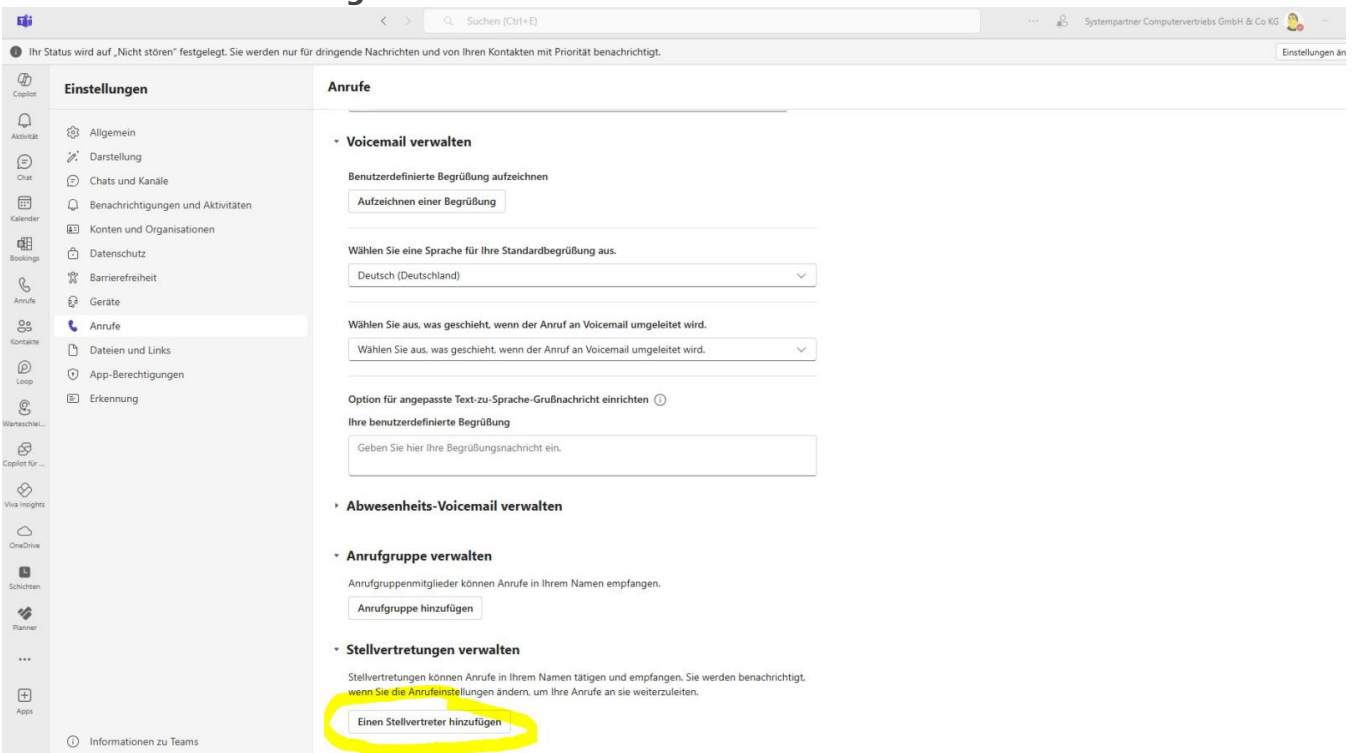 Suchen (Ctrl+E)
Systempartner Computervertriebs GmbH & Co KG
Ihr Status wird auf „Nicht stören" festgelegt. Sie werden nur für dringende Nachrichten und von Ihren Kontakten mit Priorität benachrichtigt.
Einstellungen än
Copilot
Aktivität
Chat
Kalender
Bookings
Anrufe
Kontakte
Loop
Warteschlei...
Copilot für ...
Viva Insights
OneDrive
Schichten
Planner
Apps
Einstellungen
Allgemein
Darstellung
Chats und Kanäle
Benachrichtigungen und Aktivitäten
Konten und Organisationen
Datenschutz
Barrierefreiheit
Geräte
Anrufe
Dateien und Links
App-Berechtigungen
Erkennung
Informationen zu Teams
Anrufe
Voicemail verwalten
Benutzerdefinierte Begrüßung aufzeichnen
Aufzeichnen einer Begrüßung
Wählen Sie eine Sprache für Ihre Standardbegrüßung aus.
Deutsch (Deutschland)
Wählen Sie aus, was geschieht, wenn der Anruf an Voicemail umgeleitet wird.
Wählen Sie aus, was geschieht, wenn der Anruf an Voicemail umgeleitet wird.
Option für angepasste Text-zu-Sprache-Grußnachricht einrichten
Ihre benutzerdefinierte Begrüßung
Geben Sie hier Ihre Begrüßungsnachricht ein.
Abwesenheits-Voicemail verwalten
Anrufgruppe verwalten
Anrufgruppenmitglieder können Anrufe in Ihrem Namen empfangen.
Anrufgruppe hinzufügen
Stellvertretungen verwalten
Stellvertretungen können Anrufe in Ihrem Namen tätigen und empfangen. Sie werden benachrichtigt,
wenn Sie die Anrufeinstellungen ändern, um Ihre Anrufe an sie weiterzuleiten.
Einen Stellvertreter hinzufügen